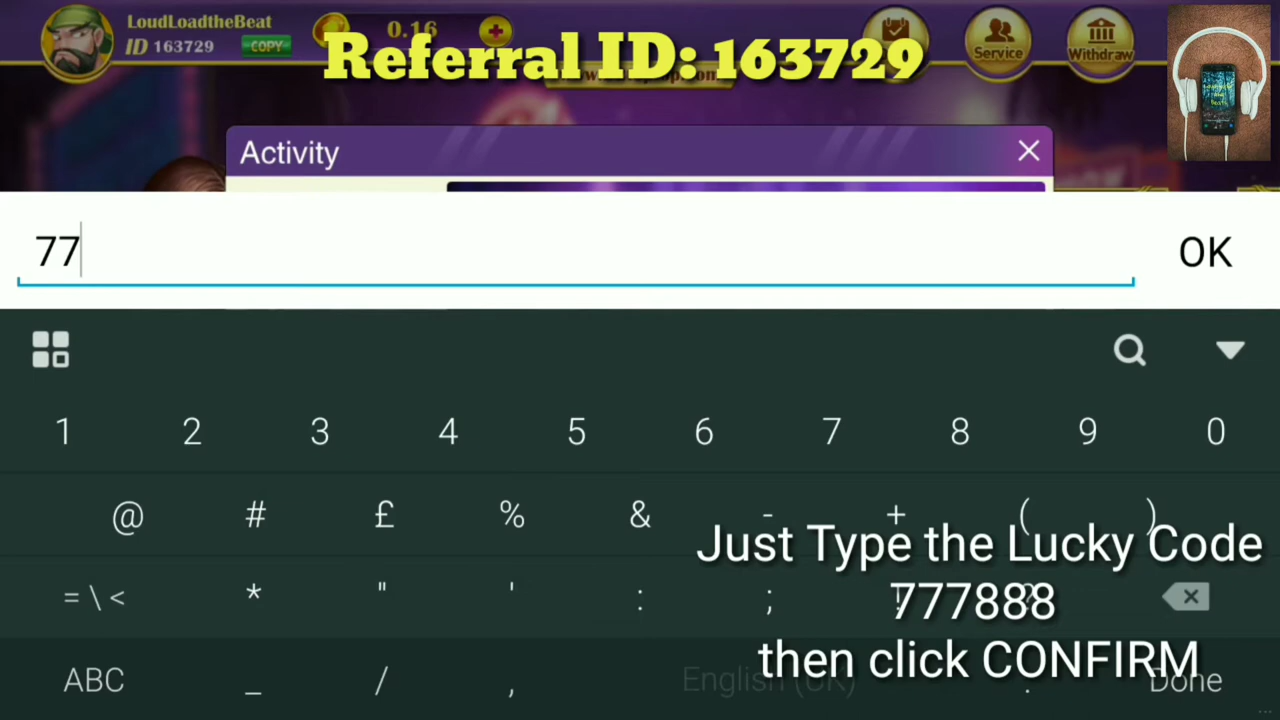 LoudLoadtheBeat
ID 163729 COPY
0.16
Service
Withdraw
Referral ID: 163729
Activity
77
OK
1 2 3 4 5 6 7 8 9 0
@ # £ % & - + ( )
Just Type the Lucky Code
= \ < * " ' : ; ! ?
777888
then click CONFIRM
ABC _ / , English (UK) . Done